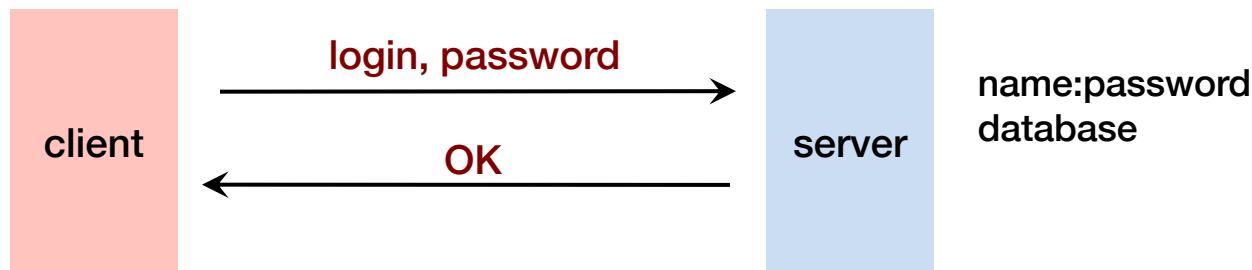 login, password
client
OK
server
name:password
database